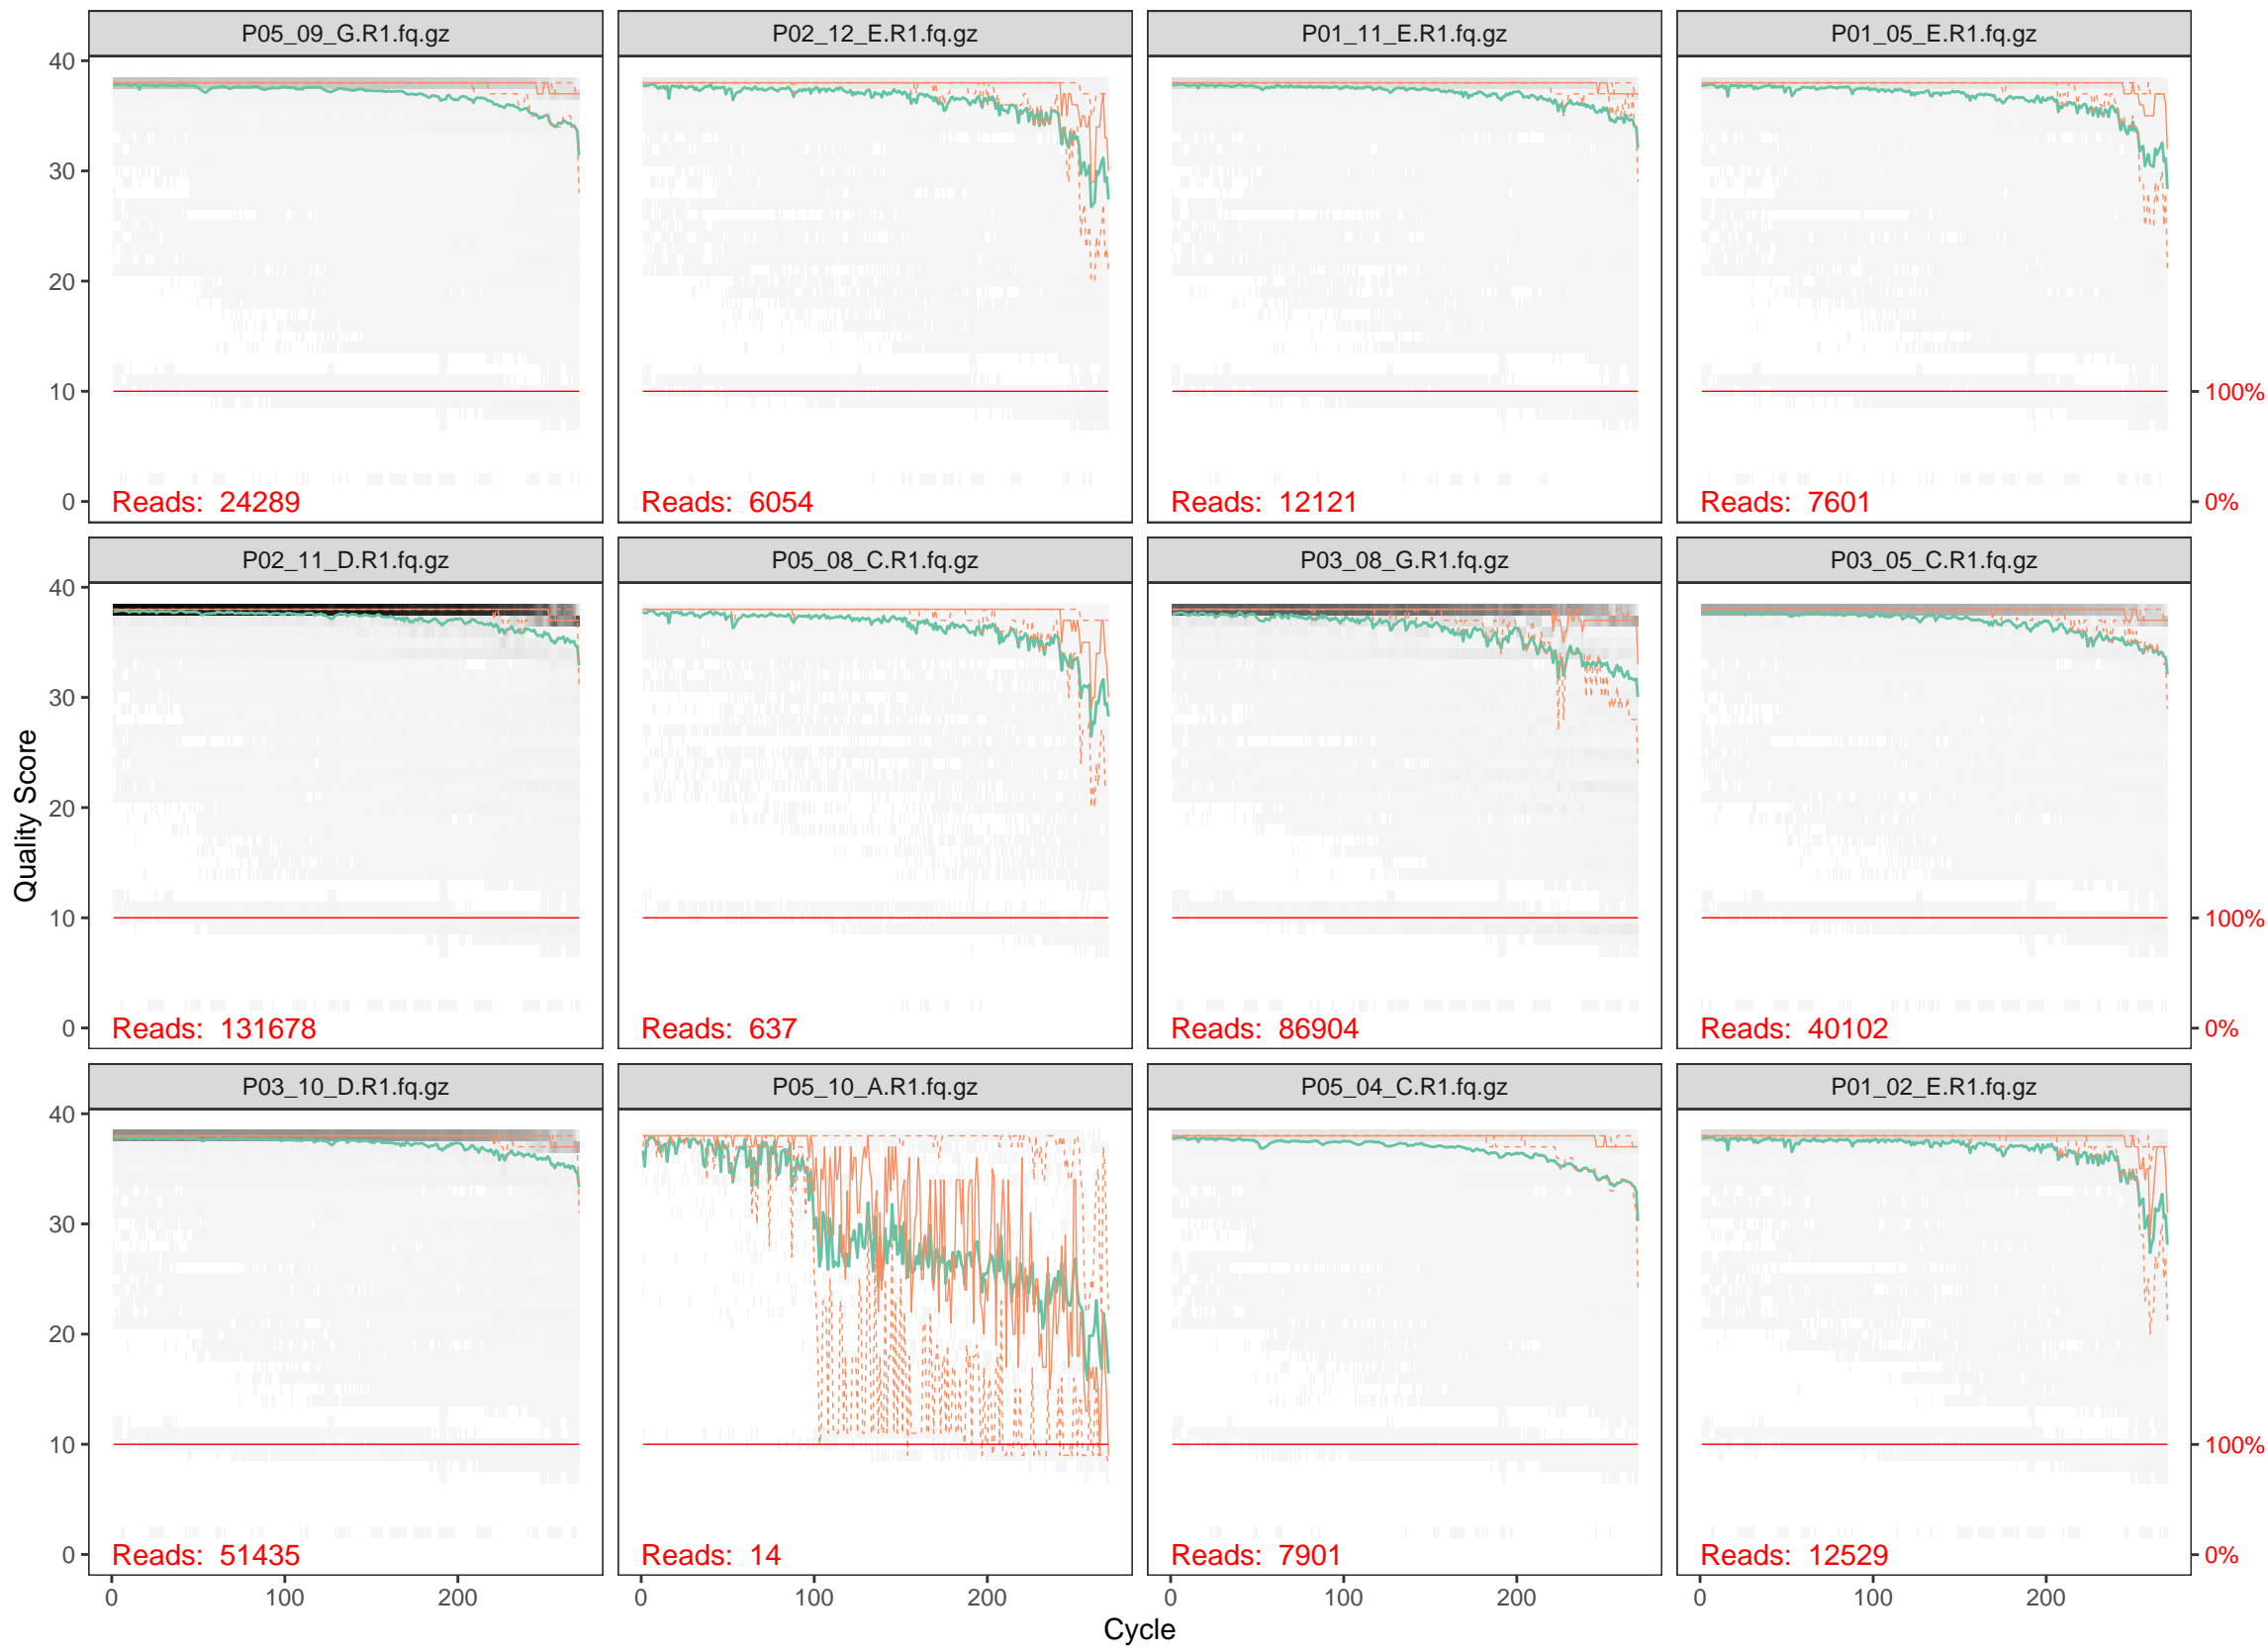 P05_09_G.R1.fq.gz P02_12_E.R1.fq.gz P01_11_E.R1.fq.gz P01_05_E.R1.fq.gz
40
30
20
10 100%
0 Reads: 24289 Reads: 6054 Reads: 12121 Reads: 7601 0%
P02_11_D.R1.fq.gz P05_08_C.R1.fq.gz P03_08_G.R1.fq.gz P03_05_C.R1.fq.gz
40
30
Quality Score
20
10 100%
0 Reads: 131678 Reads: 637 Reads: 86904 Reads: 40102 0%
P03_10_D.R1.fq.gz P05_10_A.R1.fq.gz P05_04_C.R1.fq.gz P01_02_E.R1.fq.gz
40
30
20
10 100%
0 Reads: 51435 Reads: 14 Reads: 7901 Reads: 12529 0%
0 100 200 0 100 200 0 100 200 0 100 200
Cycle